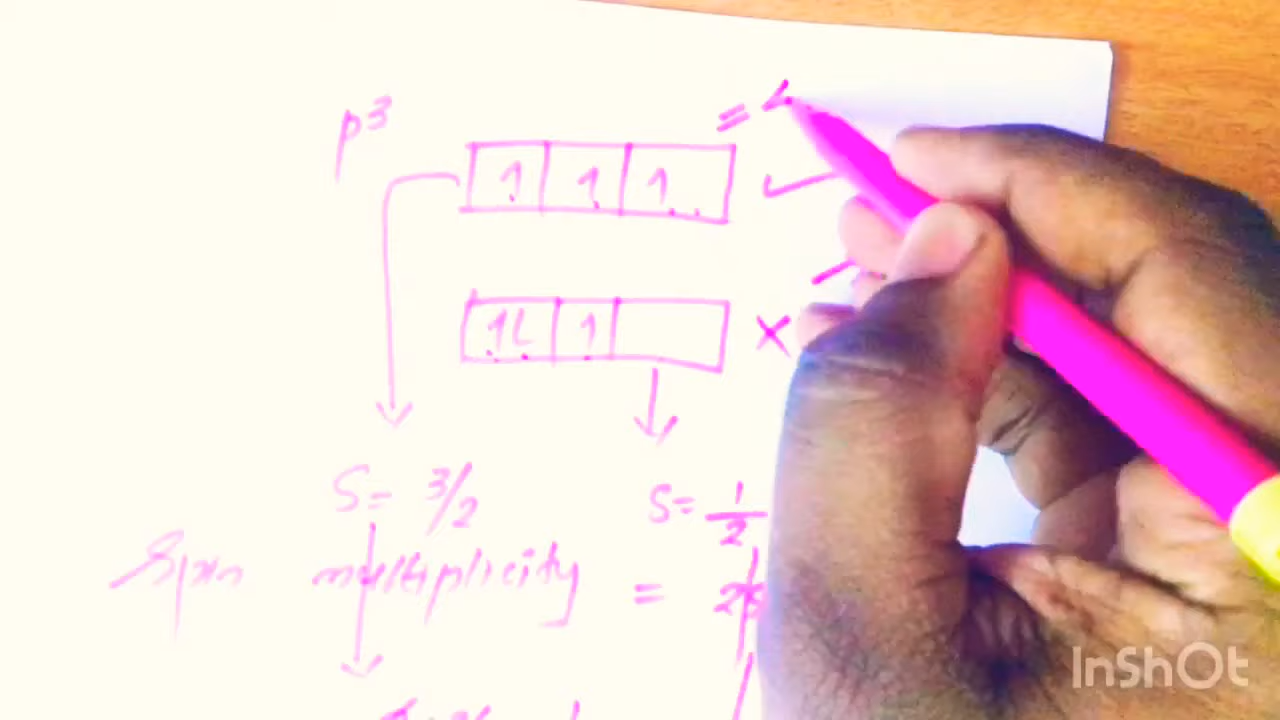 p³ = 4
1 1 1 ✓
1L 1 ×
S = 3/2 S = 1/2
Spin multiplicity = 2S
InShOt